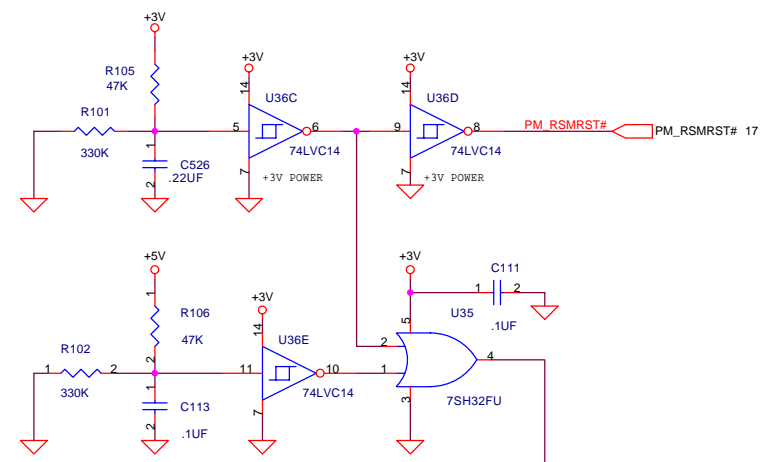 +3V
R105
47K
R101
330K
1
2
C526
.22UF
+3V
14
U36C
5
6
74LVC14
7
+3V POWER
+3V
14
U36D
9
8
74LVC14
7
+3V POWER
PM_RSMRST#
PM_RSMRST# 17
+5V
1
R106
47K
2
R102
1
2
330K
1
2
C113
.1UF
+3V
14
U36E
11
10
74LVC14
7
+3V
C111
1
2
.1UF
U35
5
2
1
4
3
7SH32FU